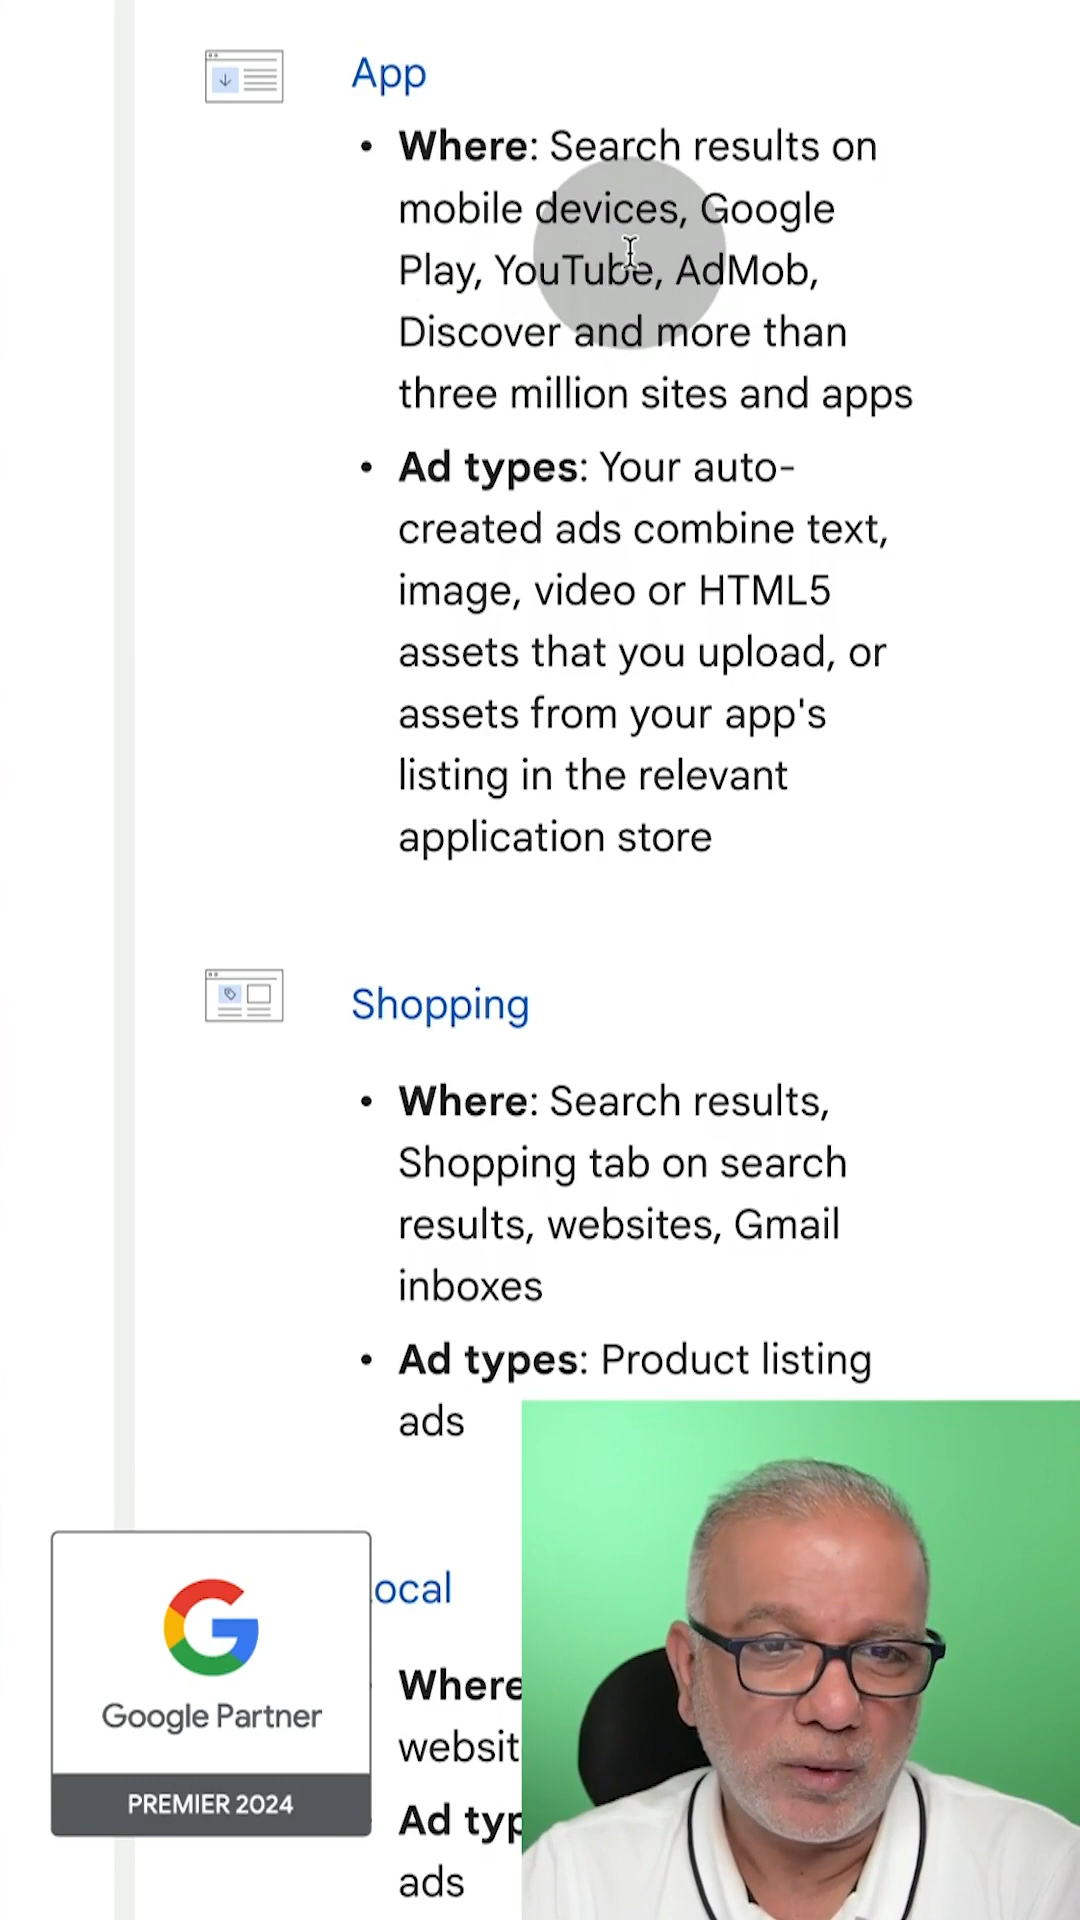 App
• Where: Search results on
mobile devices, Google
Play, YouTube, AdMob,
Discover and more than
three million sites and apps
• Ad types: Your auto-
created ads combine text,
image, video or HTML5
assets that you upload, or
assets from your app's
listing in the relevant
application store
Shopping
• Where: Search results,
Shopping tab on search
results, websites, Gmail
inboxes
• Ad types: Product listing
ads
ocal
Where
websit
Ad typ
ads
Google Partner
PREMIER 2024